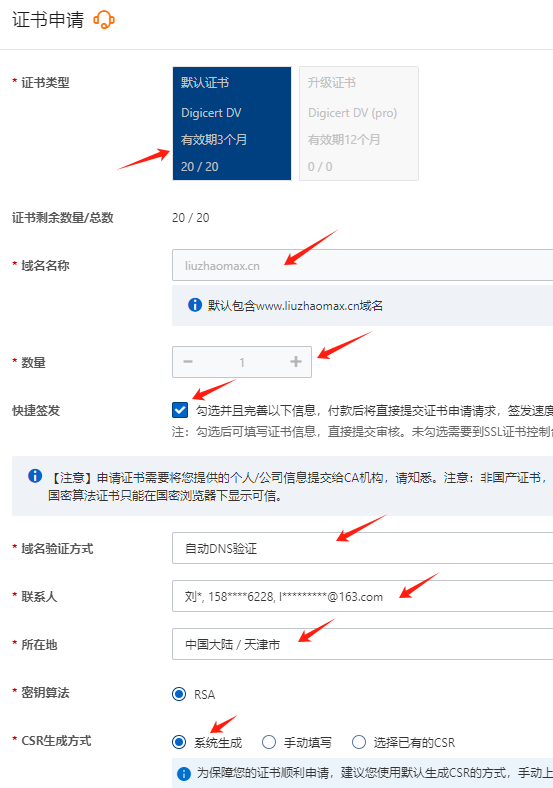 证书申请
* 证书类型
默认证书
Digicert DV
有效期3个月
20 / 20
升级证书
Digicert DV (pro)
有效期12个月
0 / 0
证书剩余数量/总数
20 / 20
* 域名名称
liuzhaomax.cn
默认包含www.liuzhaomax.cn域名
* 数量
1
快捷签发
勾选并且完善以下信息，付款后将直接提交证书申请请求，签发速度
注：勾选后可填写证书信息，直接提交审核。未勾选需要到SSL证书控制台
【注意】申请证书需要将您提供的个人/公司信息提交给CA机构，请知悉。注意：非国产证书，
国密算法证书只能在国密浏览器下显示可信。
* 域名验证方式
自动DNS验证
* 联系人
刘*, 158****6228, l*********@163.com
* 所在地
中国大陆 / 天津市
* 密钥算法
RSA
* CSR生成方式
系统生成
手动填写
选择已有的CSR
为保障您的证书顺利申请，建议您使用默认生成CSR的方式，手动上